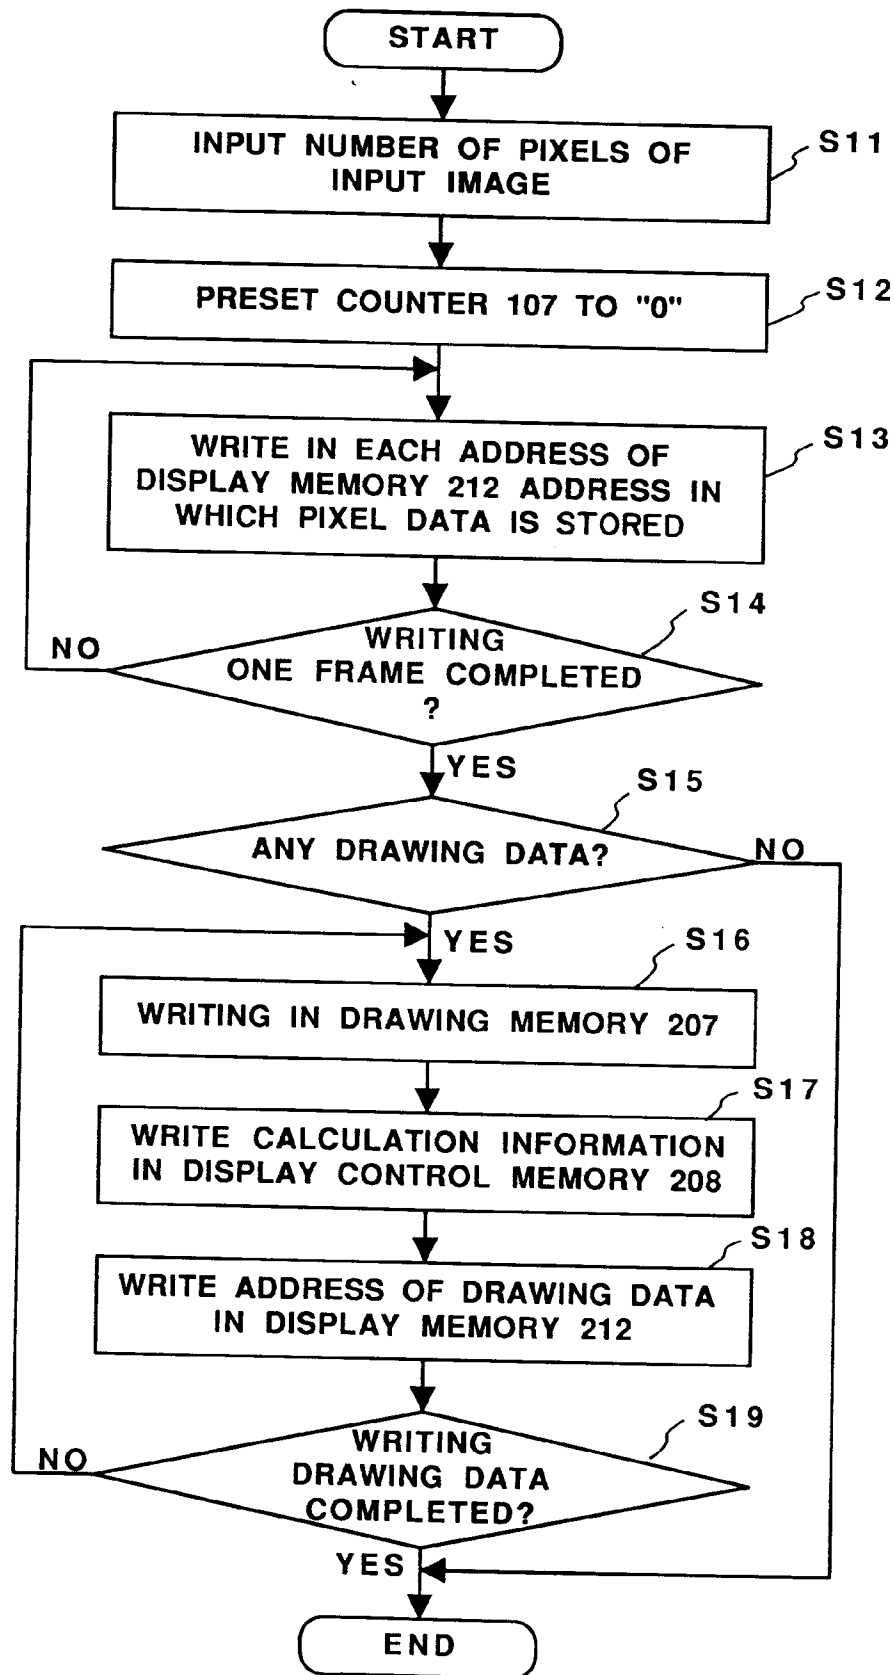 START
INPUT NUMBER OF PIXELS OF
INPUT IMAGE
S11
PRESET COUNTER 107 TO "0"
S12
WRITE IN EACH ADDRESS OF
DISPLAY MEMORY 212 ADDRESS IN
WHICH PIXEL DATA IS STORED
S13
WRITING
ONE FRAME COMPLETED
?
S14
NO
YES
ANY DRAWING DATA?
S15
NO
YES
WRITING IN DRAWING MEMORY 207
S16
WRITE CALCULATION INFORMATION
IN DISPLAY CONTROL MEMORY 208
S17
WRITE ADDRESS OF DRAWING DATA
IN DISPLAY MEMORY 212
S18
WRITING
DRAWING DATA
COMPLETED?
S19
NO
YES
END